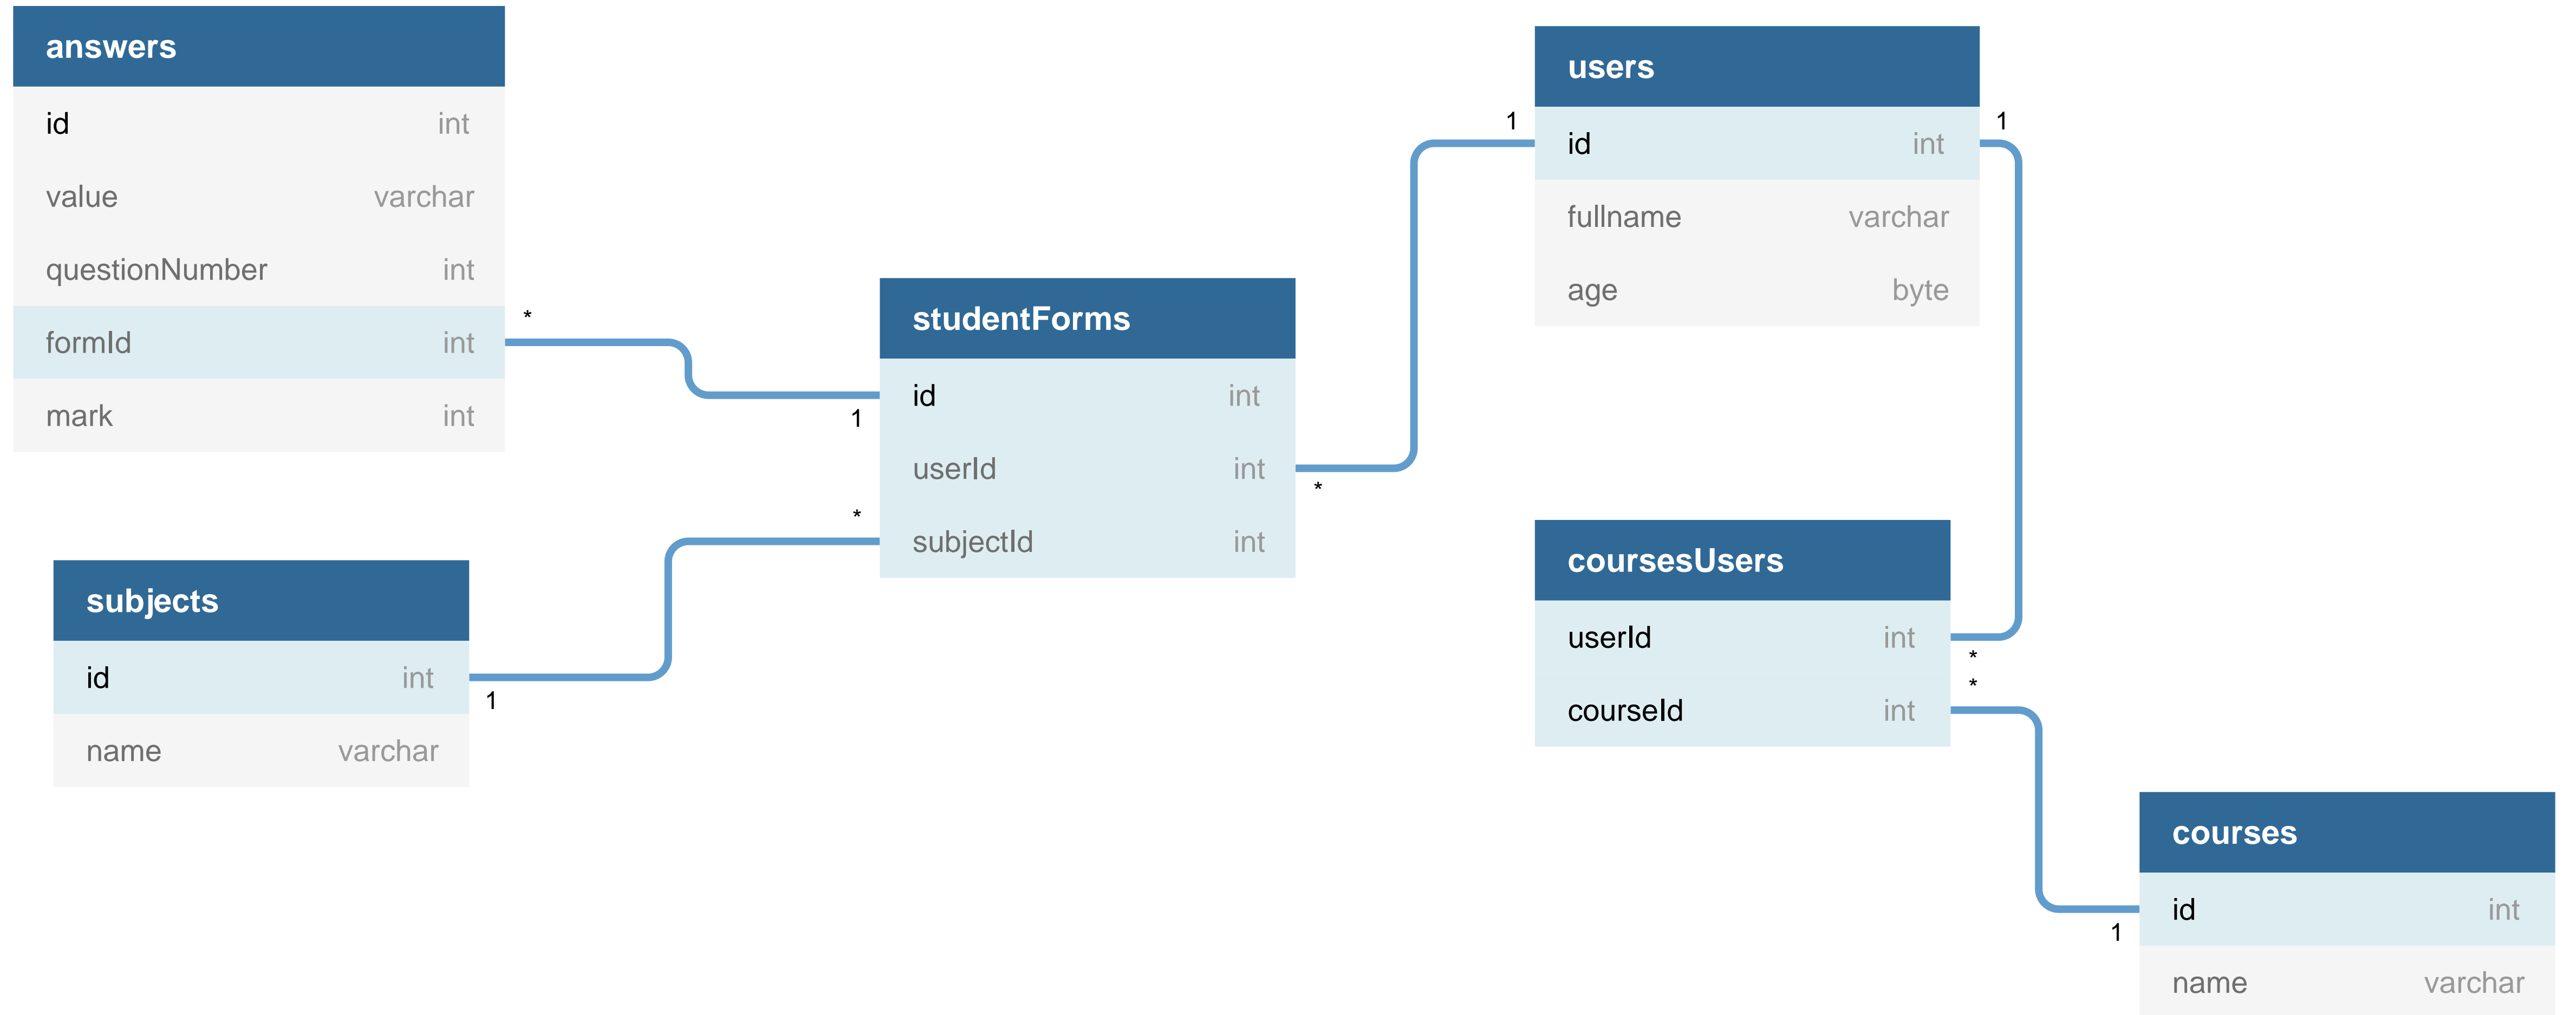 answers
id int
value varchar
questionNumber int
formId int
mark int
*
1
subjects
id int
name varchar
1
*
studentForms
id int
userId int
subjectId int
*
1
users
id int
fullname varchar
age byte
1
coursesUsers
userId int
courseId int
*
*
1
courses
id int
name varchar